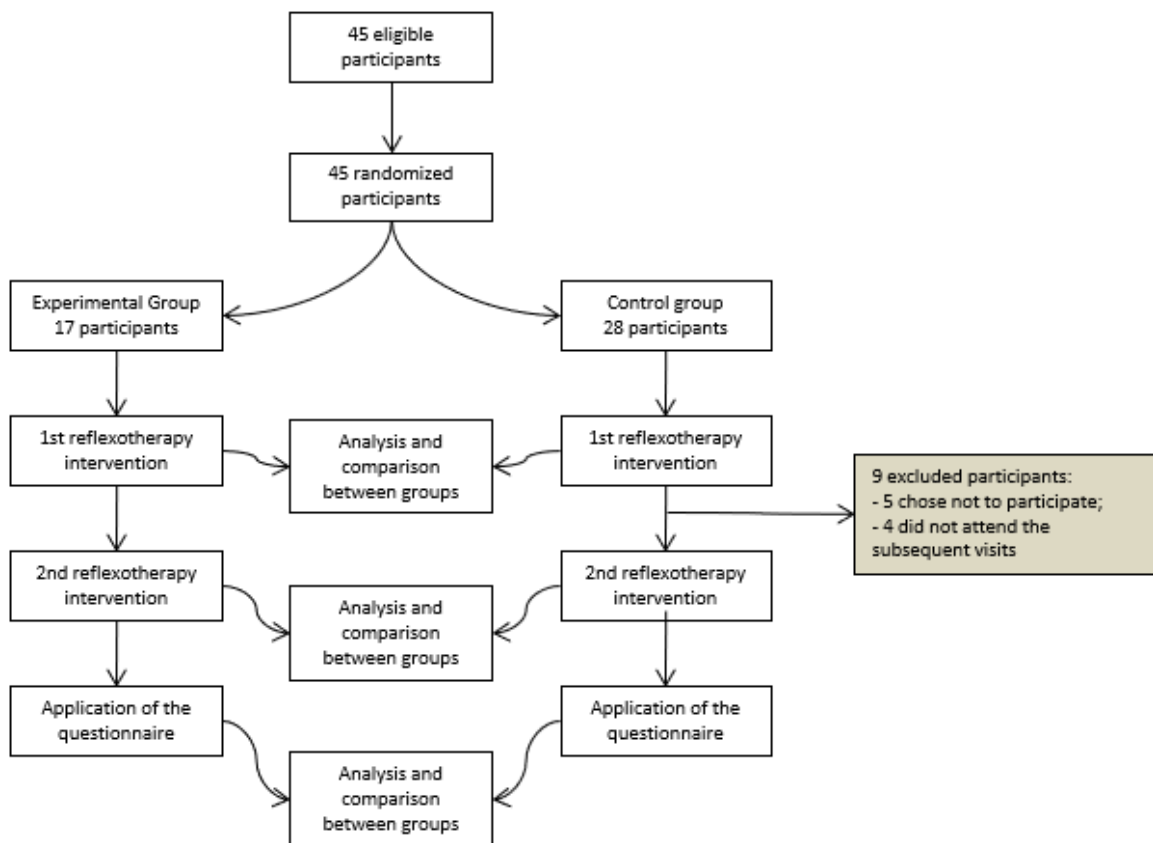 45 eligible
participants
45 randomized
participants
Experimental Group
17 participants
Control group
28 participants
1st reflexotherapy
intervention
Analysis and
comparison
between groups
1st reflexotherapy
intervention
9 excluded participants:
- 5 chose not to participate;
- 4 did not attend the
subsequent visits
2nd reflexotherapy
intervention
Analysis and
comparison
between groups
2nd reflexotherapy
intervention
Application of the
questionnaire
Analysis and
comparison
between groups
Application of the
questionnaire